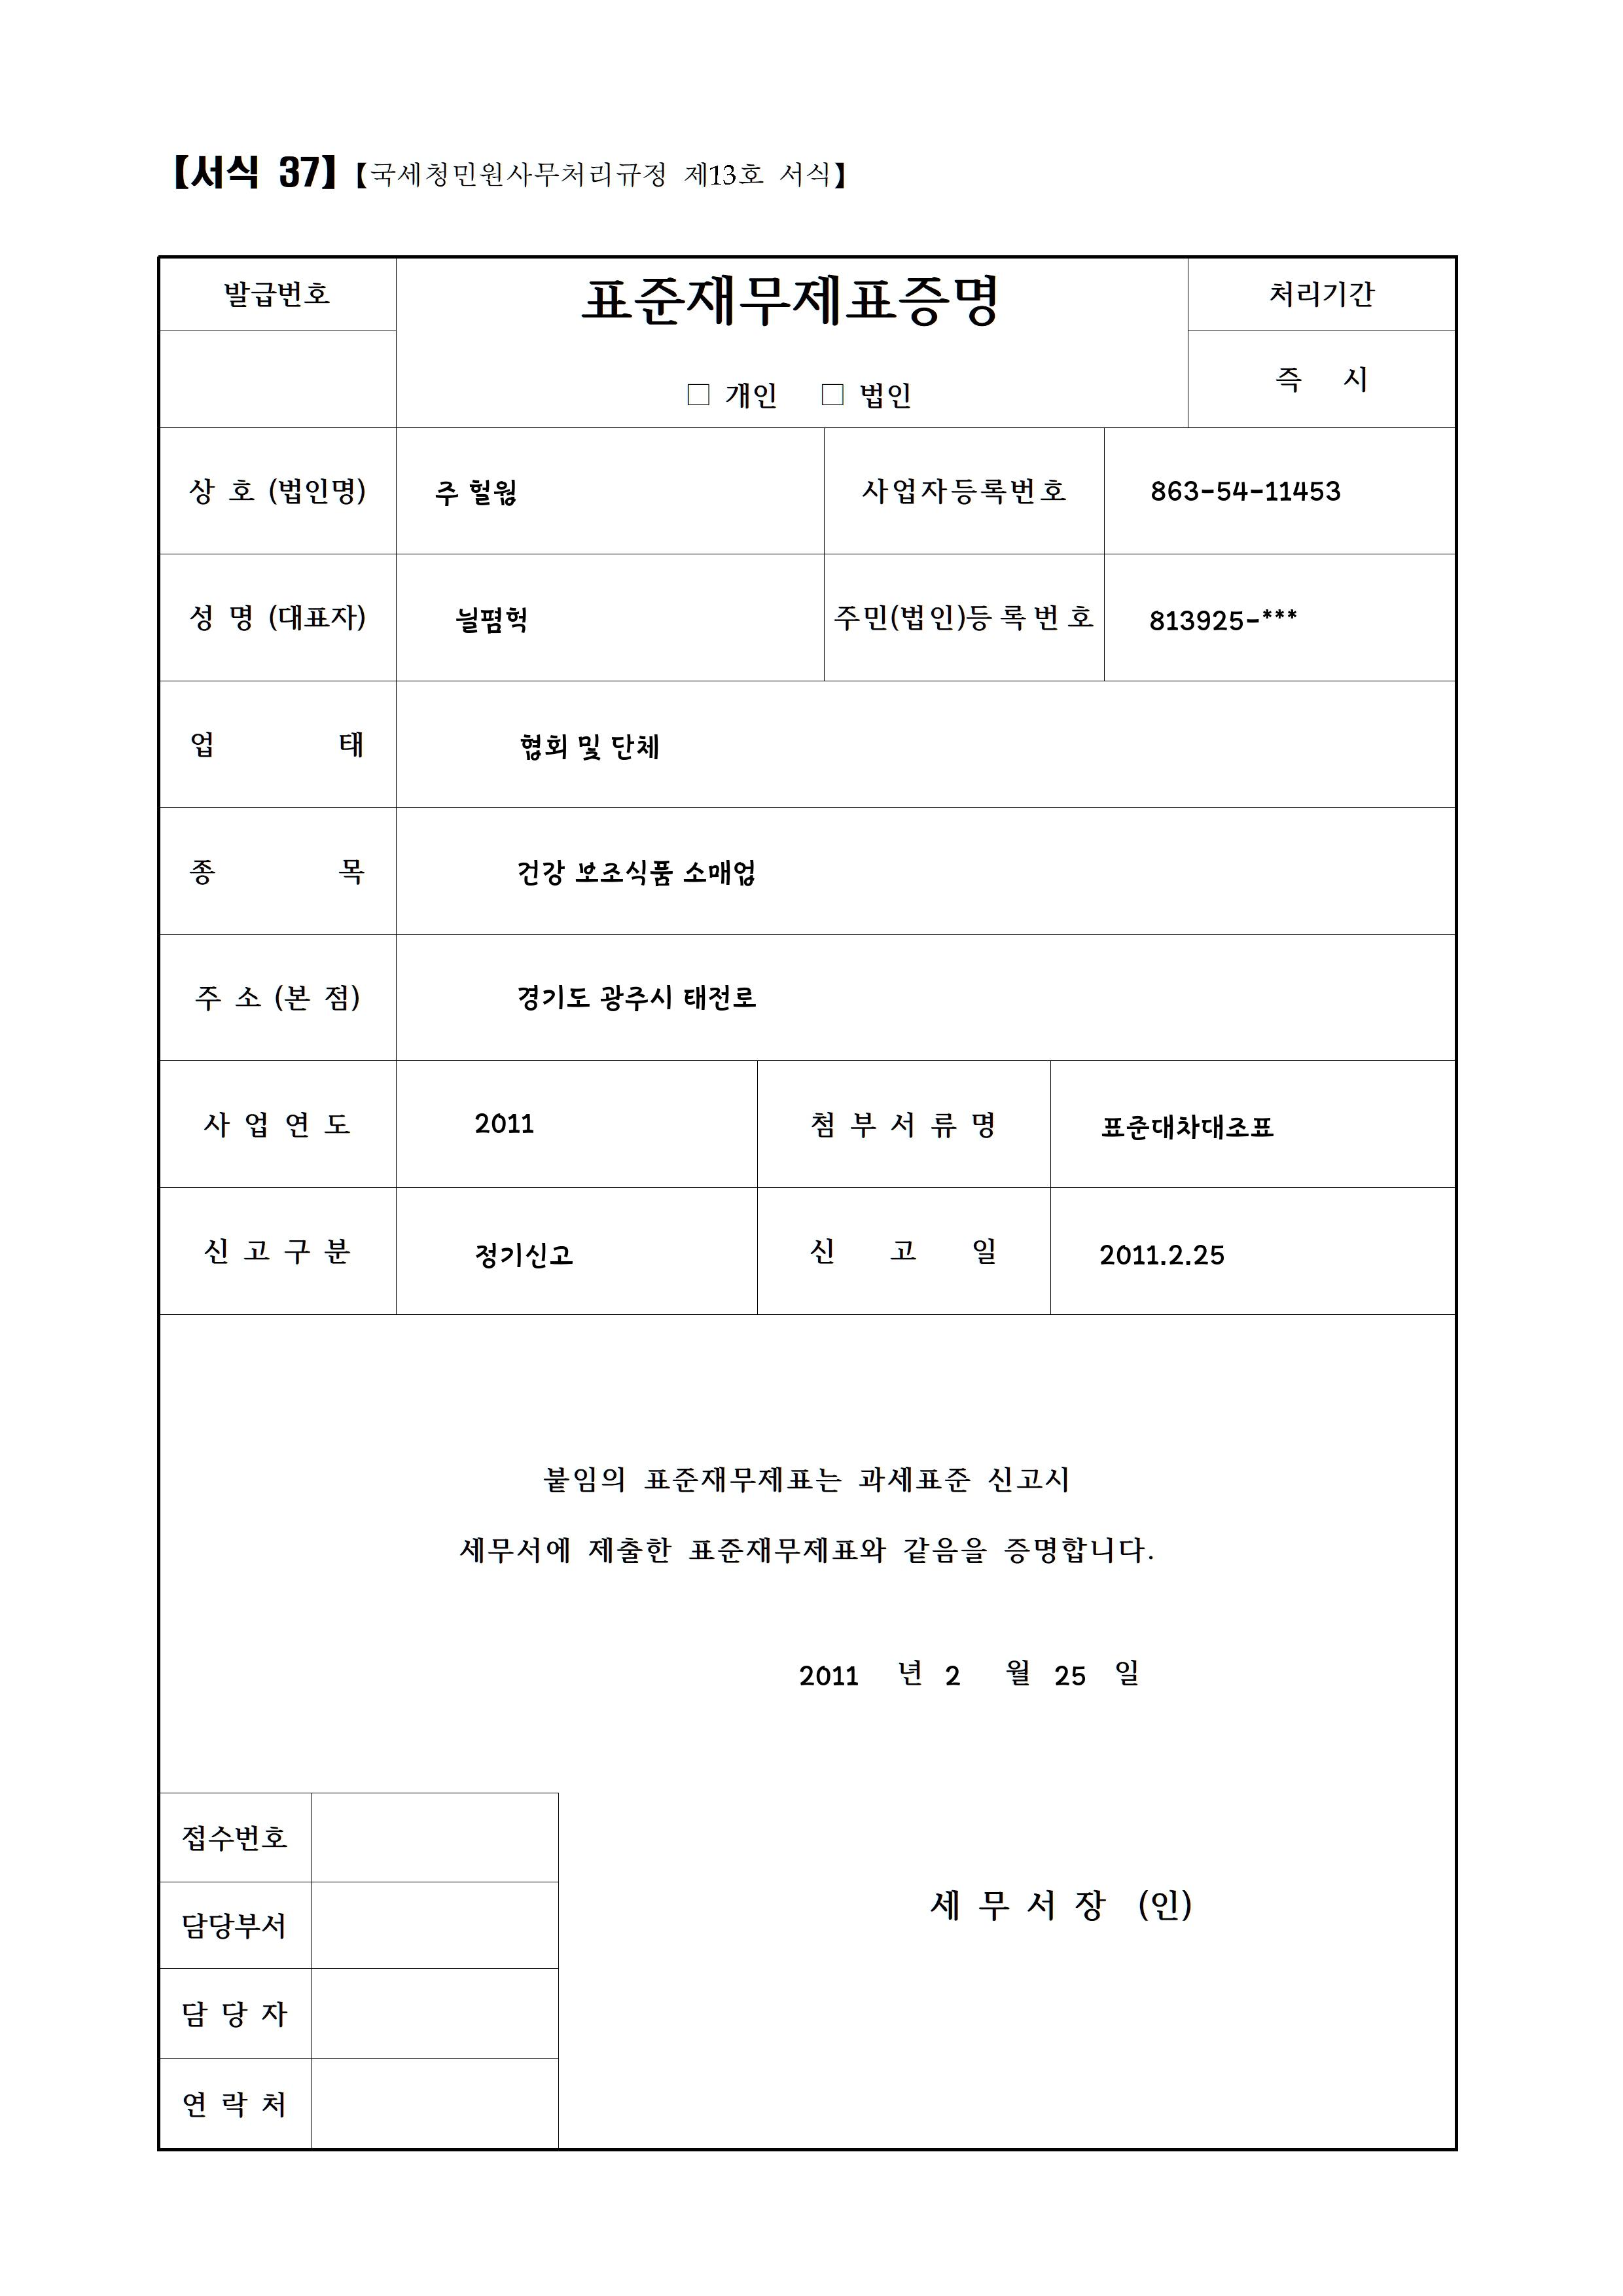 【서식 37】【국세청민원사무처리규정 제13호 서식】
발급번호
표준재무제표증명
처리기간
□ 개인 □ 법인
즉 시
상 호 (법인명) 주 헐웡 사업자등록번호 863-54-11453
성 명 (대표자) 늴폄헉 주민(법인)등록번호 813925-***
업 태 협회 및 단체
종 목 건강 보조식품 소매업
주 소 (본 점) 경기도 광주시 태전로
사 업 연 도 2011 첨 부 서 류 명 표준대차대조표
신 고 구 분 정기신고 신 고 일 2011.2.25
붙임의 표준재무제표는 과세표준 신고시
세무서에 제출한 표준재무제표와 같음을 증명합니다.
2011 년 2 월 25 일
접수번호
세 무 서 장 (인)
담당부서
담 당 자
연 락 처